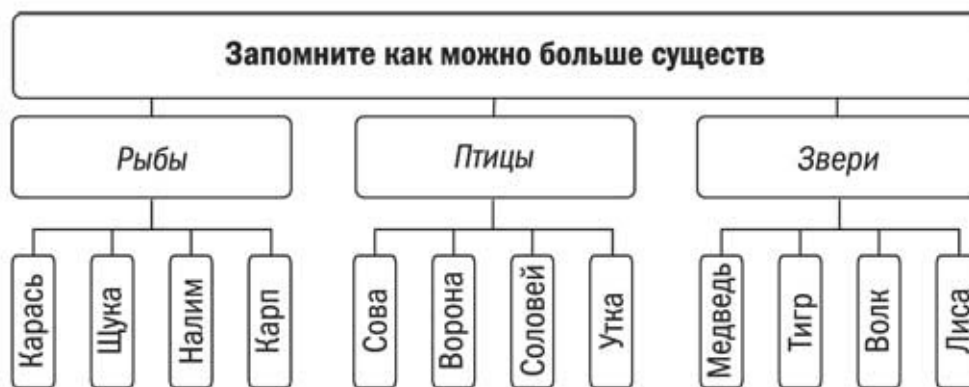 Запомните как можно больше существ
Рыбы
Птицы
Звери
Карась
Щука
Налим
Карп
Сова
Ворона
Соловей
Утка
Медведь
Тигр
Волк
Лиса